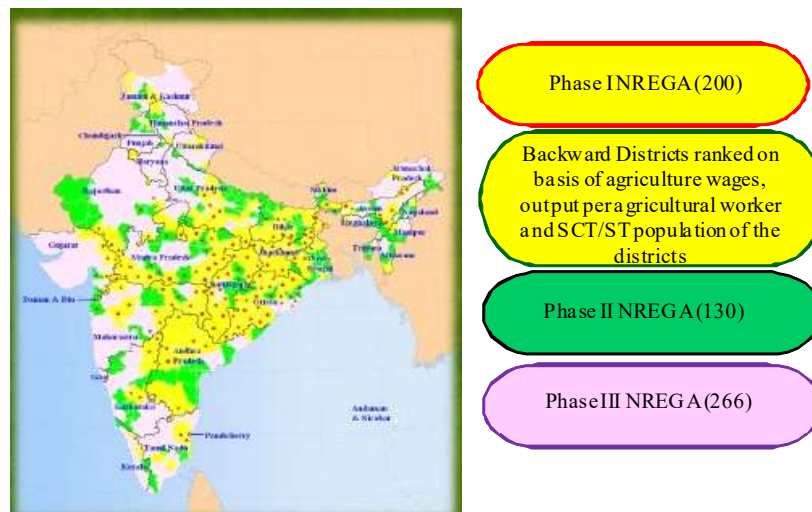 Jammu & Kashmir
Himanchal Pradesh
Chandigarh
Punjab
Uttarakhand
Haryana
Arunachal
Pradesh
Rajasthan
Uttar Pradesh
Sikkim
Assam
Nagaland
Meghalaya
Manipur
Bihar
Tripura
Mizoram
Gujarat
Madhya Pradesh
Jharkhand
West
Bengal
Orissa
Daman & Diu
Maharastra
Andhra
Pradesh
Goa
Karnataka
Andaman
& Nicobar
Pondicherry
Tamil Nadu
Kerala
Phase I NREGA (200)
Backward Districts ranked on
basis of agriculture wages,
output per agricultural worker
and SCT/ST population of the
districts
Phase II NREGA (130)
Phase III NREGA (266)